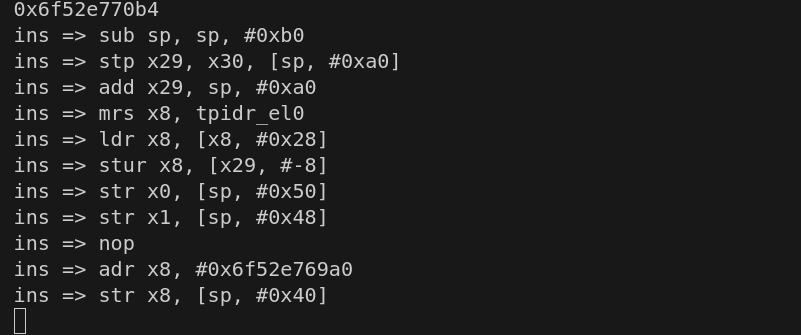 0x6f52e770b4
ins => sub sp, sp, #0xb0
ins => stp x29, x30, [sp, #0xa0]
ins => add x29, sp, #0xa0
ins => mrs x8, tpidr_el0
ins => ldr x8, [x8, #0x28]
ins => stur x8, [x29, #-8]
ins => str x0, [sp, #0x50]
ins => str x1, [sp, #0x48]
ins => nop
ins => adr x8, #0x6f52e769a0
ins => str x8, [sp, #0x40]